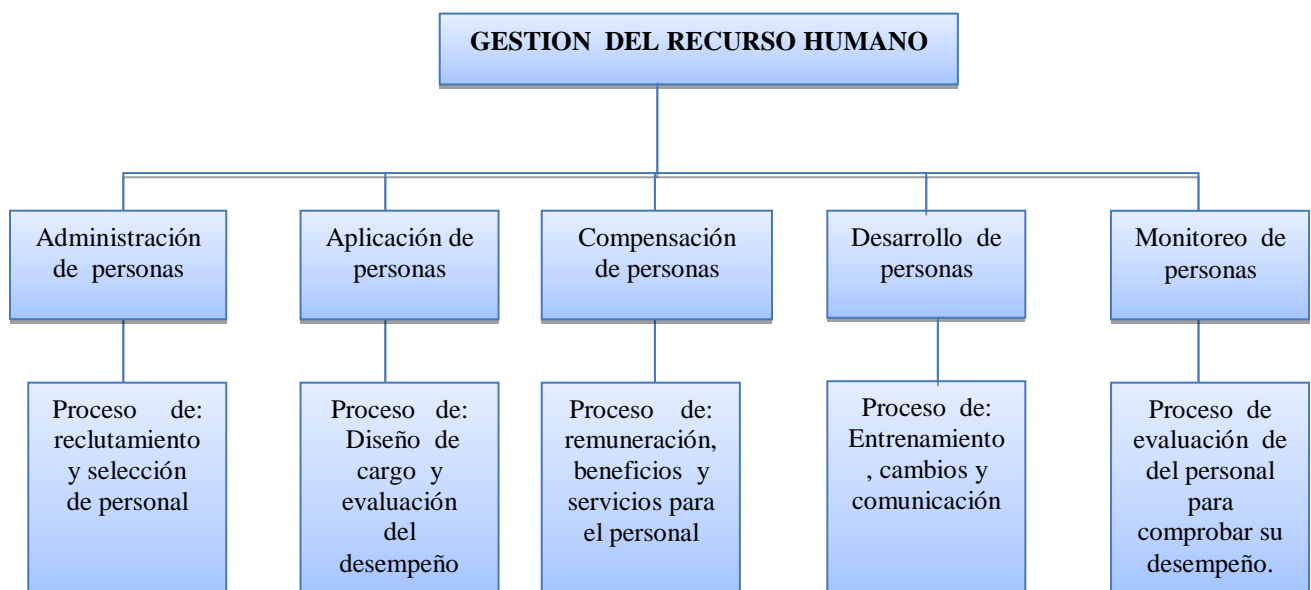 GESTION DEL RECURSO HUMANO
Administración
de personas
Aplicación de
personas
Compensación
de personas
Desarrollo de
personas
Monitoreo de
personas
Proceso de:
reclutamiento
y selección
de personal
Proceso de:
Diseño de
cargo y
evaluación
del
desempeño
Proceso de:
remuneración,
beneficios y
servicios para
el personal
Proceso de:
Entrenamiento
, cambios y
comunicación
Proceso de
evaluación de
del personal
para
comprobar su
desempeño.